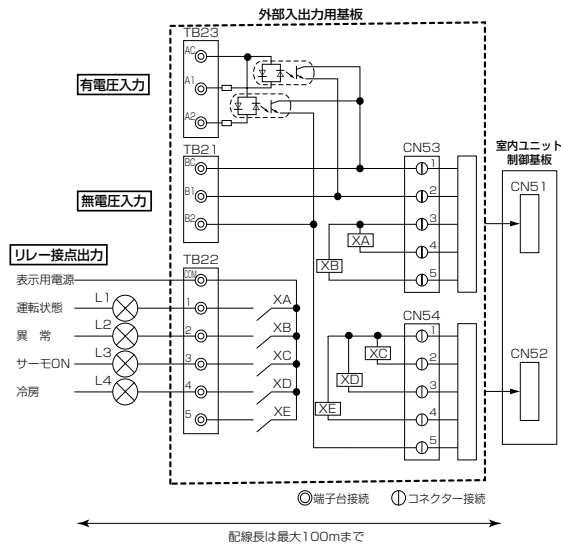 外部入出力用基板
TB23
AC
A1
A2
有電圧入力
TB21
BC
B1
B2
無電圧入力
CN53
1
2
3
4
5
XA
XB
室内ユニット
制御基板
CN51
リレー接点出力
TB22
表示用電源
COM
運転状態 L1 1 XA
異 常 L2 2 XB
サーモON L3 3 XC
冷房 L4 4 XD
5 XE
CN54
1
2
3
4
5
XC
XD
XE
CN52
端子台接続 コネクター接続
配線長は最大100mまで